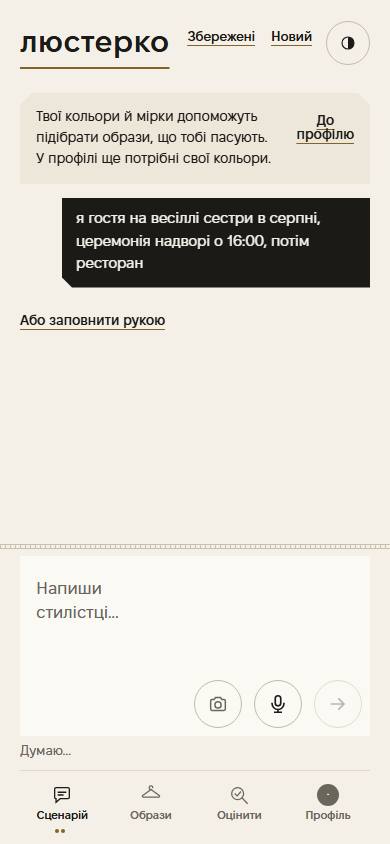 люстерко
Збережені
Новий
Твої кольори й мірки допоможуть
підібрати образи, що тобі пасують.
У профілі ще потрібні свої кольори.
До
профілю
я гостя на весіллі сестри в серпні,
церемонія надворі о 16:00, потім
ресторан
Або заповнити рукою
Напиши
стилістці...
Думаю...
Сценарій
Образи
Оцінити
Профіль